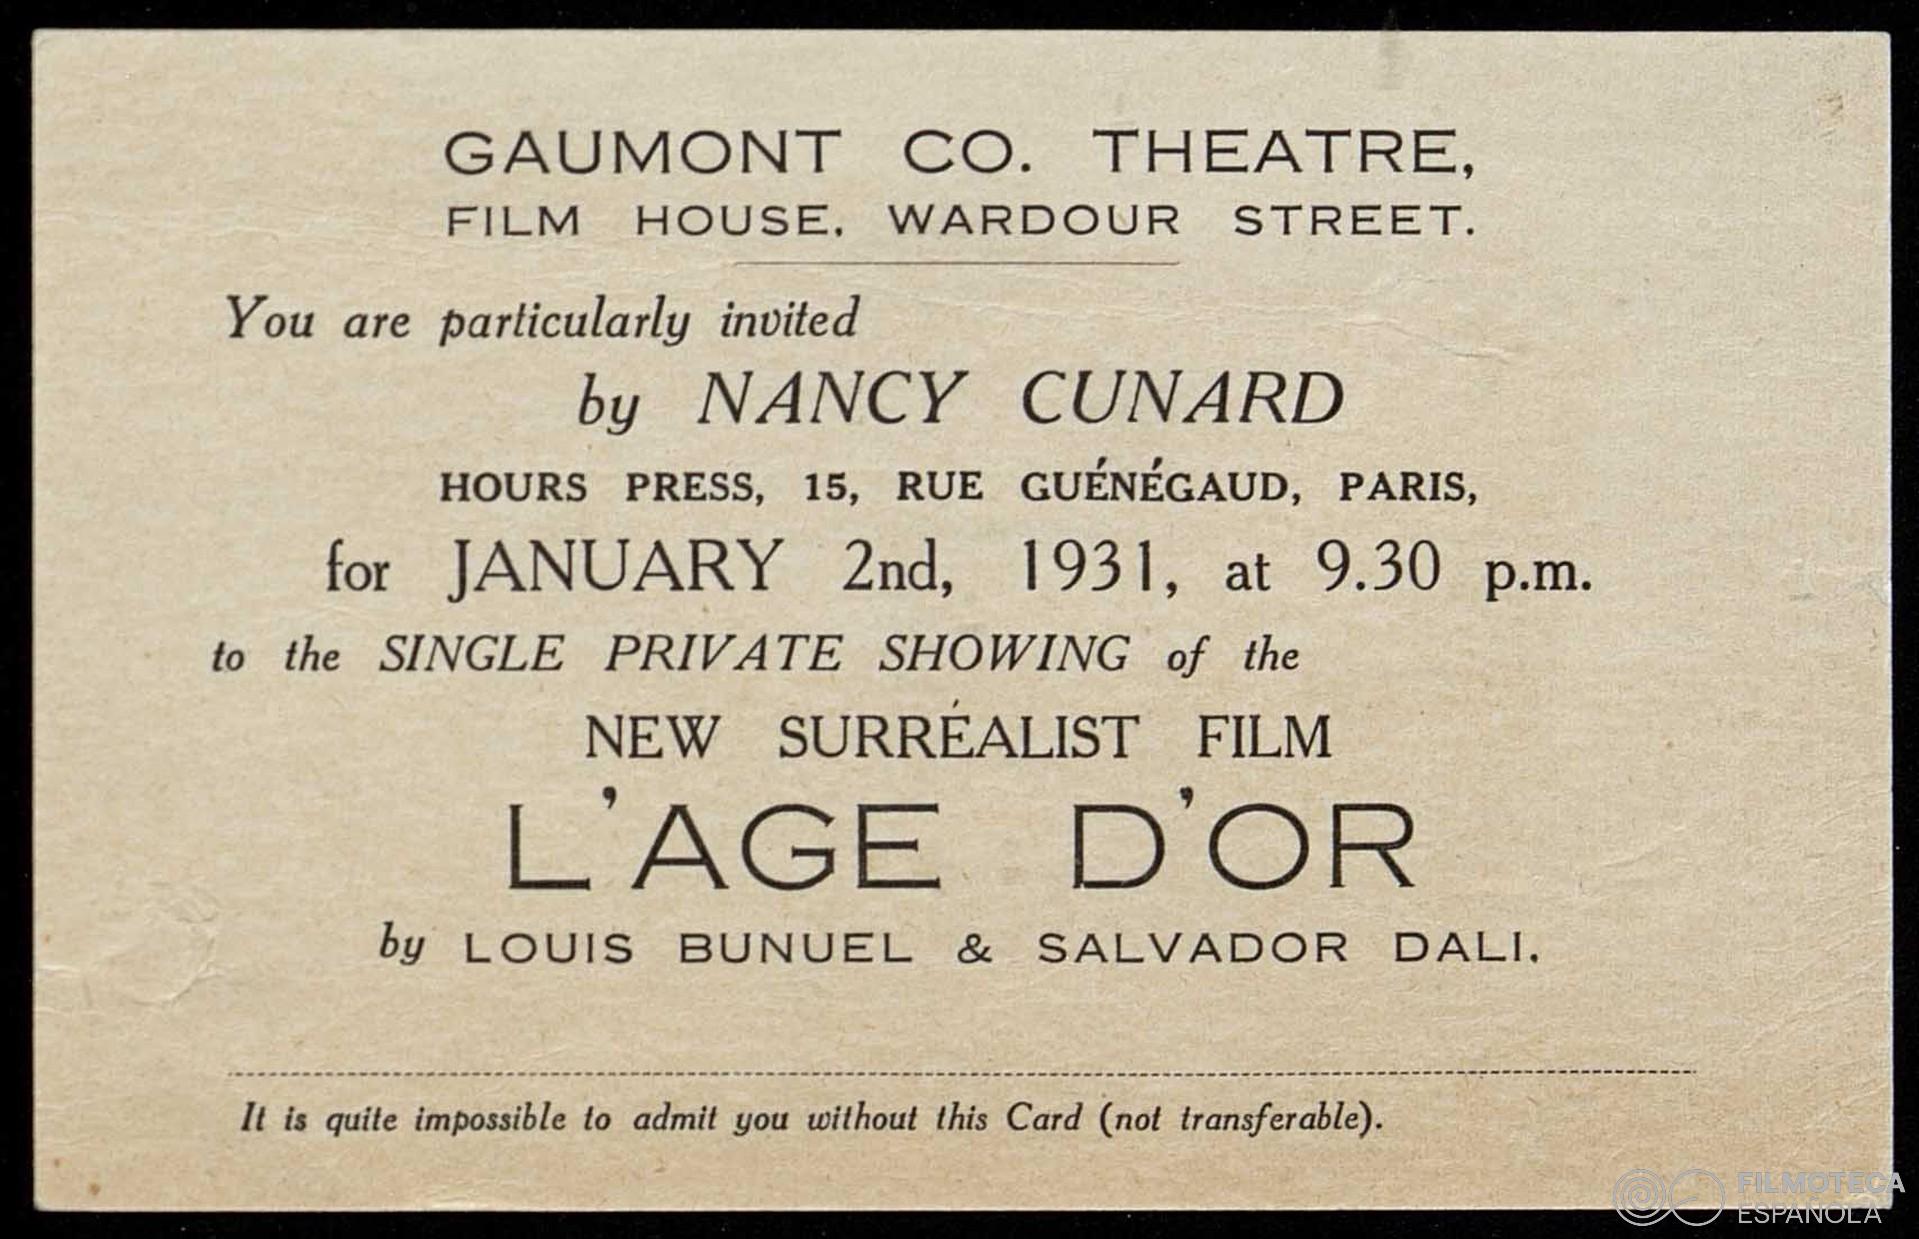 GAUMONT CO. THEATRE,
FILM HOUSE, WARDOUR STREET.
You are particularly invited
by NANCY CUNARD
HOURS PRESS, 15, RUE GUÉNÉGAUD, PARIS,
for JANUARY 2nd, 1931, at 9.30 p.m.
to the SINGLE PRIVATE SHOWING of the
NEW SURRÉALIST FILM
L'AGE D'OR
by LOUIS BUNUEL & SALVADOR DALI.
It is quite impossible to admit you without this Card (not transferable).
FILMOTECA
ESPAÑOLA